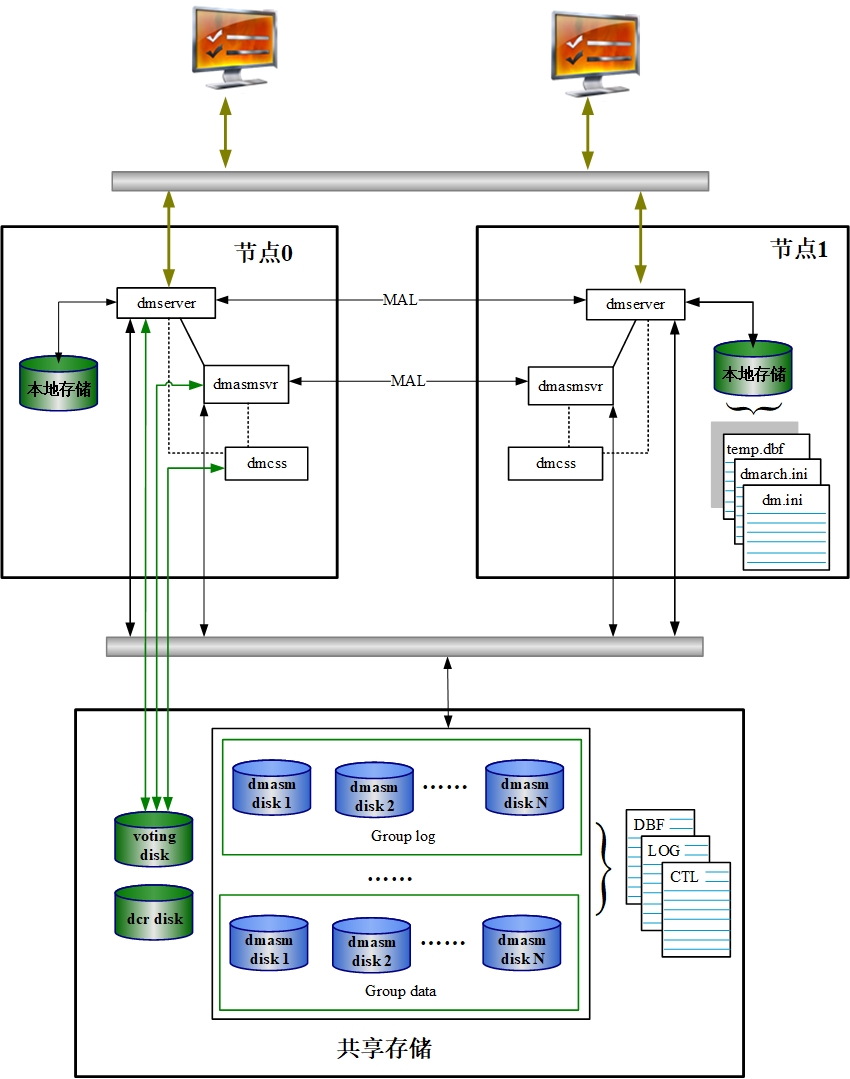 节点0
节点1
dmserver
MAL
dmserver
本地存储
dmasmsvr
MAL
dmasmsvr
本地存储
dmcss
dmcss
temp.dbf
dmarch.ini
dm.ini
dmasm
disk 1
dmasm
disk 2
······
dmasm
disk N
Group log
voting
disk
dcr disk
······
dmasm
disk 1
dmasm
disk 2
······
dmasm
disk N
Group data
DBF
LOG
CTL
共享存储